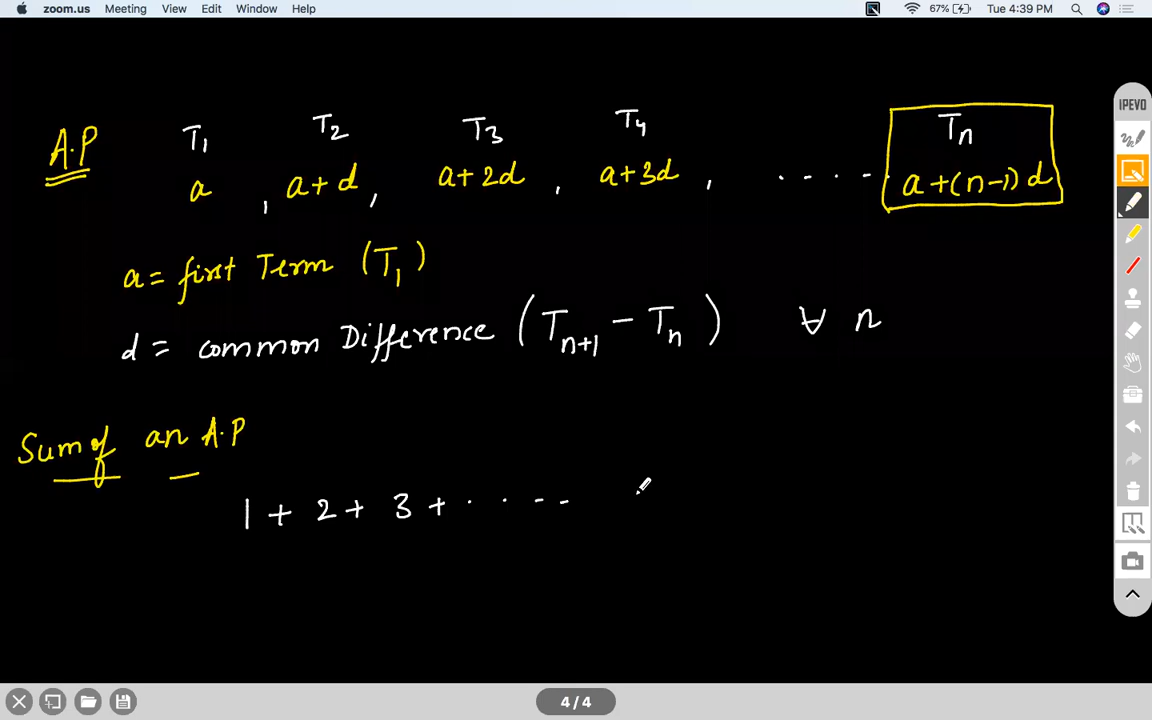 zoom.us Meeting View Edit Window Help 67% Tue 4:39 PM
IPEVO
A.P T1 T2 T3 T4 Tn
a , a+d , a+2d , a+3d , ..... a+(n-1)d
a = first Term (T1)
d = common Difference (Tn+1 - Tn) ∀ n
Sum of an A.P
1 + 2 + 3 + .....
4/4